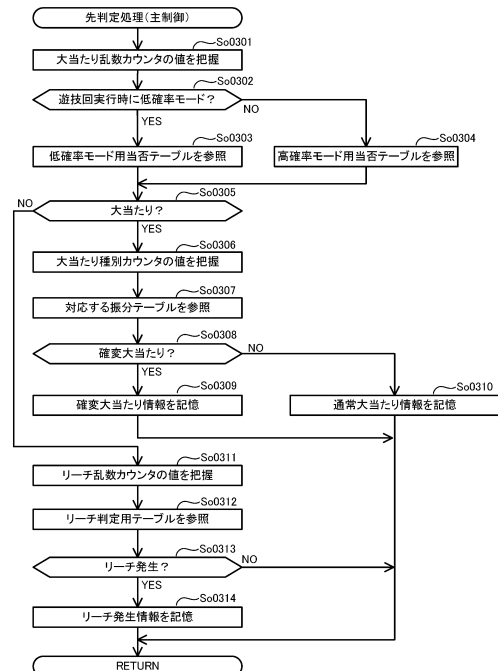 先判定処理(主制御)
So0301
大当たり乱数カウンタの値を把握
So0302
遊技回実行時に低確率モード？
NO
YES
So0303
So0304
低確率モード用当否テーブルを参照
高確率モード用当否テーブルを参照
So0305
NO
大当たり？
YES
So0306
大当たり種別カウンタの値を把握
So0307
対応する振分テーブルを参照
So0308
確変大当たり？
NO
YES
So0309
So0310
確変大当たり情報を記憶
通常大当たり情報を記憶
So0311
リーチ乱数カウンタの値を把握
So0312
リーチ判定用テーブルを参照
So0313
リーチ発生？
NO
YES
So0314
リーチ発生情報を記憶
RETURN